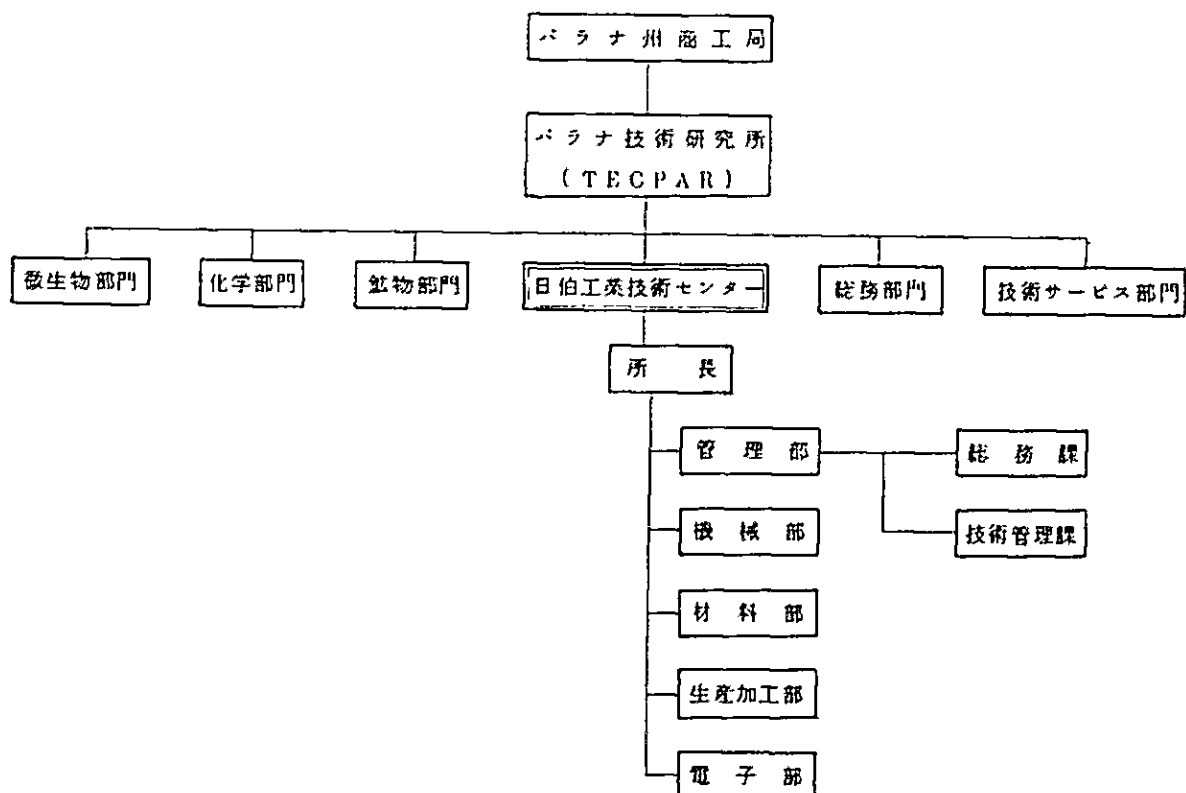 パラナ州商工局
パラナ技術研究所
(TECPAR)
微生物部門
化学部門
鉱物部門
日伯工業技術センター
総務部門
技術サービス部門
所長
管理部
総務課
機械部
技術管理課
材料部
生産加工部
電子部